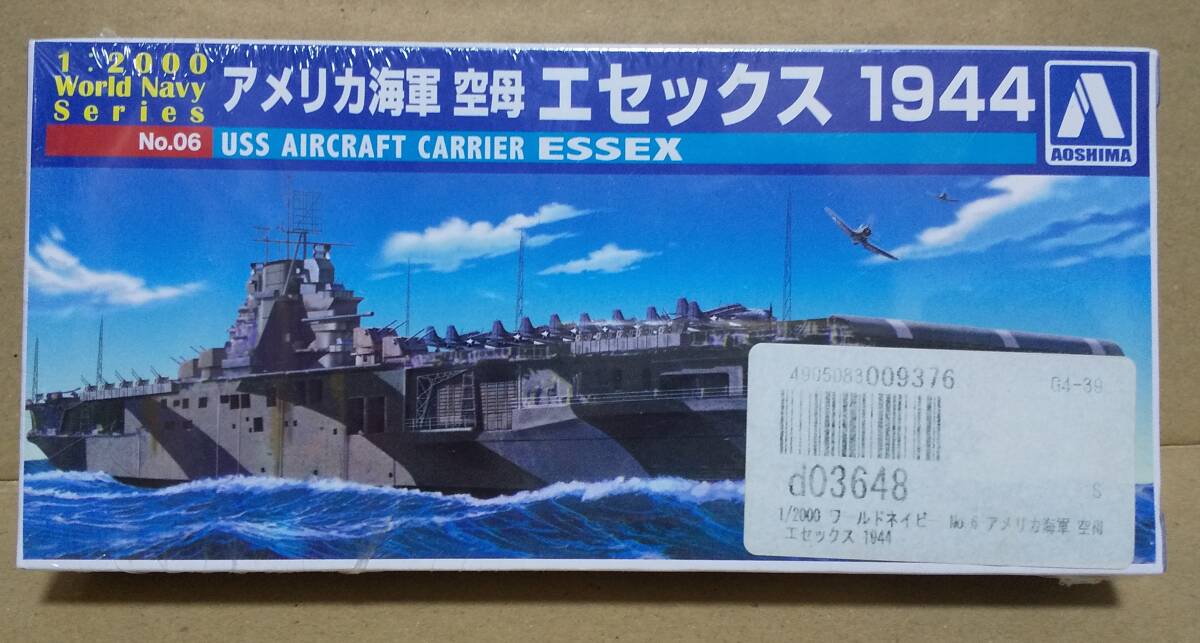 1:2000
World Navy
Series
No.06
アメリカ海軍 空母 エセックス 1944
USS AIRCRAFT CARRIER ESSEX
AOSHIMA
4905083009376 G4-39
d03648
S
1/2000 ワールドネイビー No.6 アメリカ海軍 空母
エセックス 1944